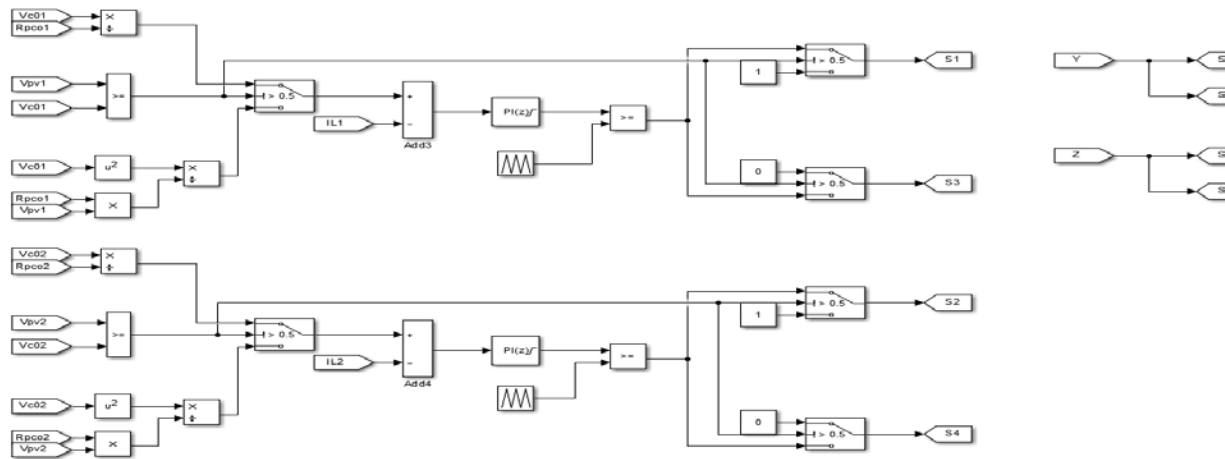 Vc01
Rpco1
×
÷
Vpv1
Vc01
>=
> 0.5
IL1
+
−
Add3
PI(z)
>=
> 0.5
1
S1
Y
S
S
Vc01
u²
×
÷
Rpco1
Vpv1
×
0
> 0.5
S3
Z
S
S
Vc02
Rpco2
×
÷
Vpv2
Vc02
>=
> 0.5
IL2
+
−
Add4
PI(z)
>=
> 0.5
1
S2
Vc02
u²
×
÷
Rpco2
Vpv2
×
0
> 0.5
S4